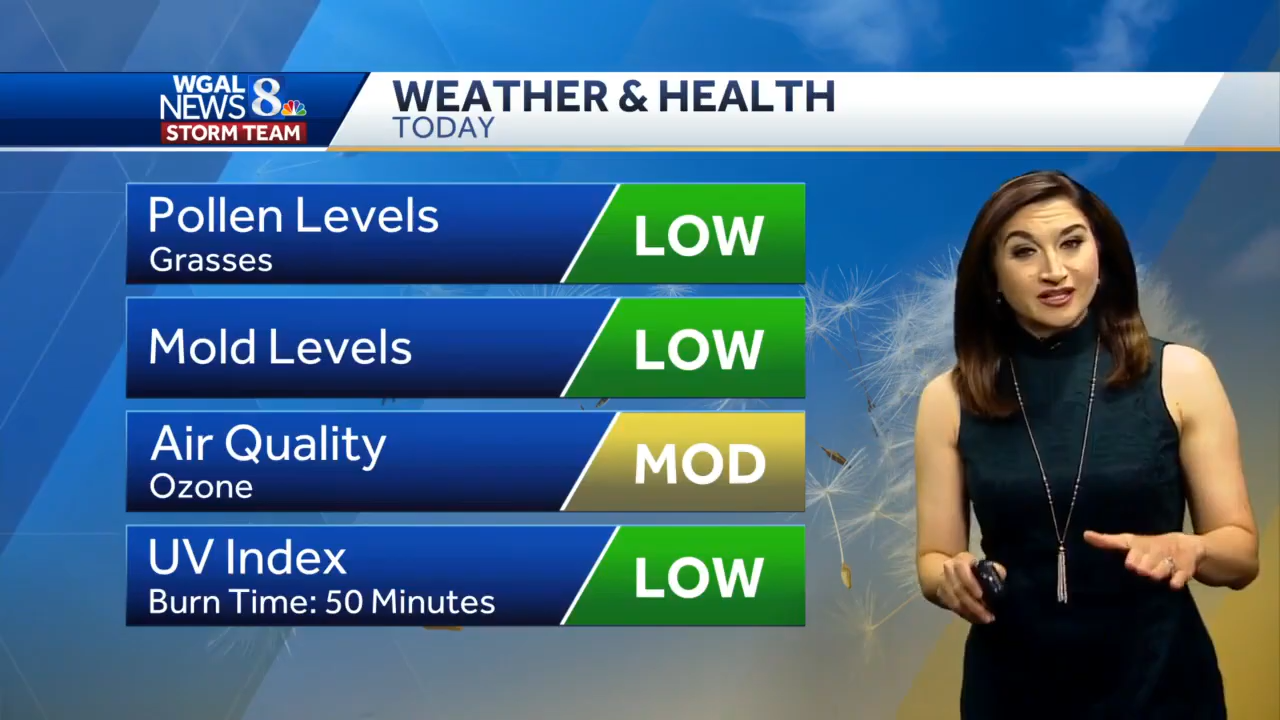 WGAL
NEWS 8
STORM TEAM
WEATHER & HEALTH
TODAY
Pollen Levels
Grasses
LOW
Mold Levels
LOW
Air Quality
Ozone
MOD
UV Index
Burn Time: 50 Minutes
LOW